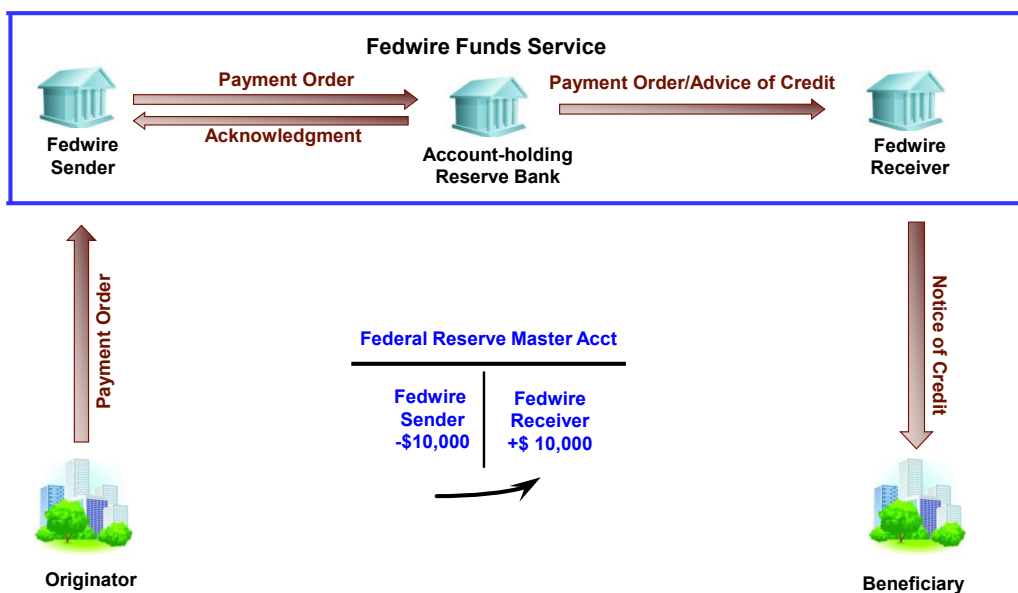 Fedwire Funds Service
Payment Order
Acknowledgment
Payment Order/Advice of Credit
Fedwire
Sender
Account-holding
Reserve Bank
Fedwire
Receiver
Payment Order
Notice of Credit
Federal Reserve Master Acct
Fedwire
Sender
-$10,000
Fedwire
Receiver
+$ 10,000
Originator
Beneficiary